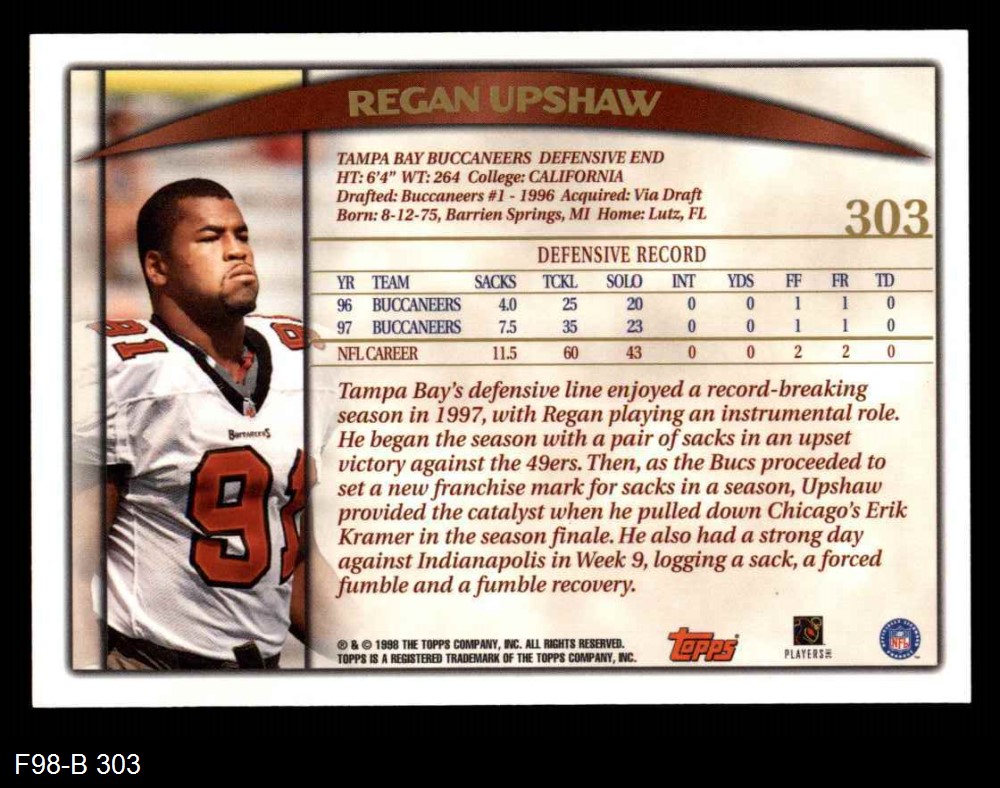 REGAN UPSHAW
TAMPA BAY BUCCANEERS DEFENSIVE END
HT: 6'4" WT: 264 College: CALIFORNIA
Drafted: Buccaneers #1 - 1996 Acquired: Via Draft
Born: 8-12-75, Barrien Springs, MI Home: Lutz, FL
303
DEFENSIVE RECORD
YR TEAM SACKS TCKL SOLO INT YDS FF FR TD
96 BUCCANEERS 4.0 25 20 0 0 1 1 0
97 BUCCANEERS 7.5 35 23 0 0 1 1 0
NFL CAREER 11.5 60 43 0 0 2 2 0
Tampa Bay's defensive line enjoyed a record-breaking
season in 1997, with Regan playing an instrumental role.
He began the season with a pair of sacks in an upset
victory against the 49ers. Then, as the Bucs proceeded to
set a new franchise mark for sacks in a season, Upshaw
provided the catalyst when he pulled down Chicago's Erik
Kramer in the season finale. He also had a strong day
against Indianapolis in Week 9, logging a sack, a forced
fumble and a fumble recovery.
® & © 1998 THE TOPPS COMPANY, INC. ALL RIGHTS RESERVED.
TOPPS IS A REGISTERED TRADEMARK OF THE TOPPS COMPANY, INC.
Topps
PLAYERS INC
NFL
91
BUCCANEERS
91
F98-B 303